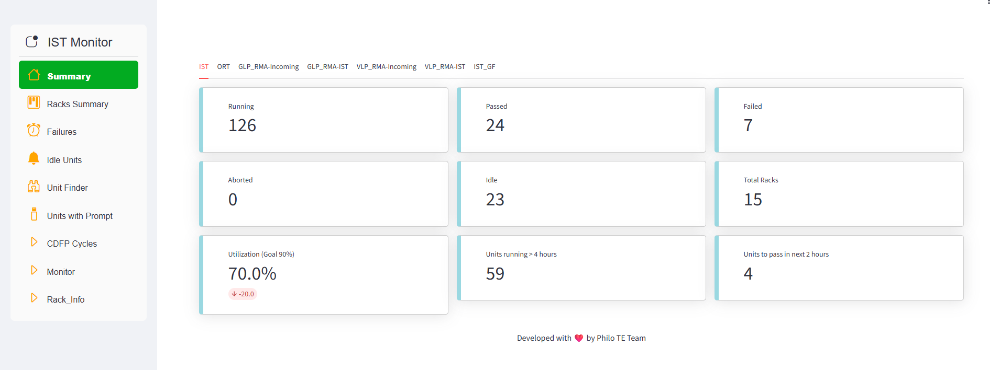 IST Monitor
Summary
Racks Summary
Failures
Idle Units
Unit Finder
Units with Prompt
CDFP Cycles
Monitor
Rack_Info
IST ORT GLP_RMA-Incoming GLP_RMA-IST VLP_RMA-Incoming VLP_RMA-IST IST_GF
Running
126
Passed
24
Failed
7
Aborted
0
Idle
23
Total Racks
15
Utilization (Goal 90%)
70.0%
↓ -20.0
Units running > 4 hours
59
Units to pass in next 2 hours
4
Developed with ❤️ by Philo TE Team